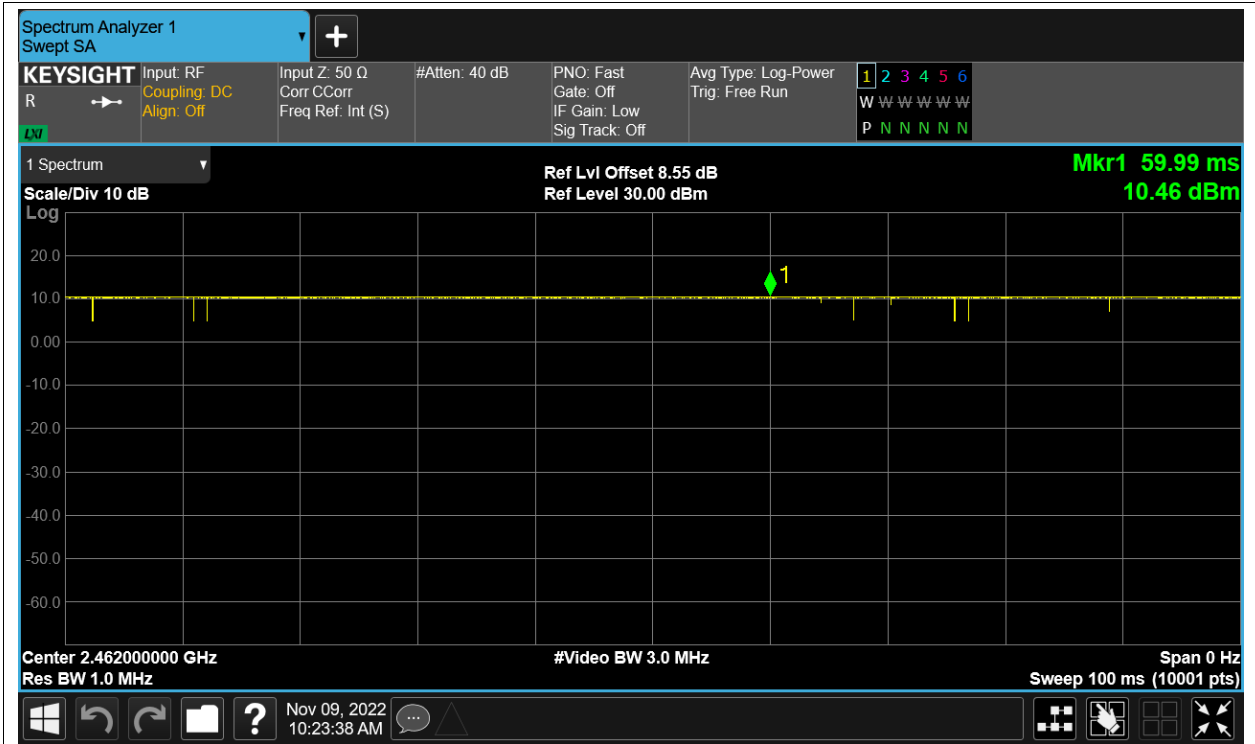 Spectrum Analyzer 1
Swept SA
+
KEYSIGHT
R
LXI
Input: RF
Coupling: DC
Align: Off
Input Z: 50 Ω
Corr CCorr
Freq Ref: Int (S)
#Atten: 40 dB
PNO: Fast
Gate: Off
IF Gain: Low
Sig Track: Off
Avg Type: Log-Power
Trig: Free Run
1 2 3 4 5 6
W W W W W W
P N N N N N
1 Spectrum
Scale/Div 10 dB
Log
Ref Lvl Offset 8.55 dB
Ref Level 30.00 dBm
Mkr1 59.99 ms
10.46 dBm
20.0
10.0
0.00
-10.0
-20.0
-30.0
-40.0
-50.0
-60.0
1
Center 2.462000000 GHz
Res BW 1.0 MHz
#Video BW 3.0 MHz
Span 0 Hz
Sweep 100 ms (10001 pts)
?
Nov 09, 2022
10:23:38 AM